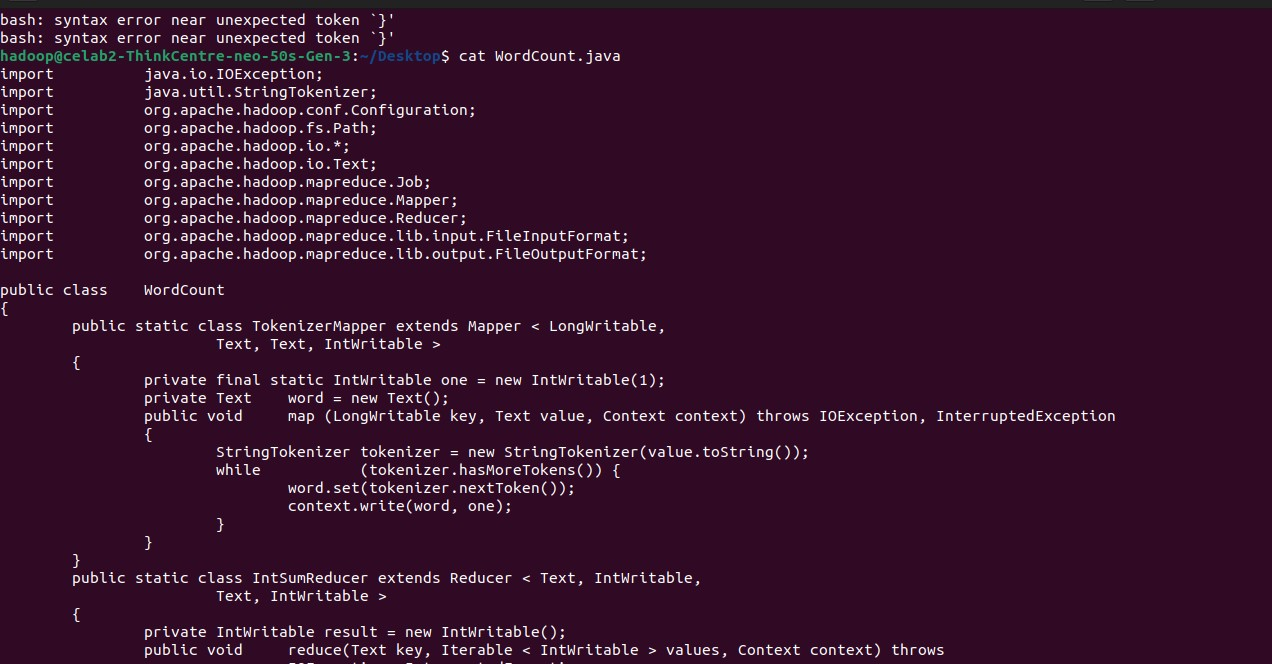 bash: syntax error near unexpected token `}'
bash: syntax error near unexpected token `}'
hadoop@celab2-ThinkCentre-neo-50s-Gen-3:~/Desktop$ cat WordCount.java
import          java.io.IOException;
import          java.util.StringTokenizer;
import          org.apache.hadoop.conf.Configuration;
import          org.apache.hadoop.fs.Path;
import          org.apache.hadoop.io.*;
import          org.apache.hadoop.io.Text;
import          org.apache.hadoop.mapreduce.Job;
import          org.apache.hadoop.mapreduce.Mapper;
import          org.apache.hadoop.mapreduce.Reducer;
import          org.apache.hadoop.mapreduce.lib.input.FileInputFormat;
import          org.apache.hadoop.mapreduce.lib.output.FileOutputFormat;

public class    WordCount
{
        public static class TokenizerMapper extends Mapper < LongWritable,
                        Text, Text, IntWritable >
        {
                private final static IntWritable one = new IntWritable(1);
                private Text    word = new Text();
                public void     map (LongWritable key, Text value, Context context) throws IOException, InterruptedException
                {
                        StringTokenizer tokenizer = new StringTokenizer(value.toString());
                        while           (tokenizer.hasMoreTokens()) {
                                word.set(tokenizer.nextToken());
                                context.write(word, one);
                        }
                }
        }
        public static class IntSumReducer extends Reducer < Text, IntWritable,
                        Text, IntWritable >
        {
                private IntWritable result = new IntWritable();
                public void     reduce(Text key, Iterable < IntWritable > values, Context context) throws